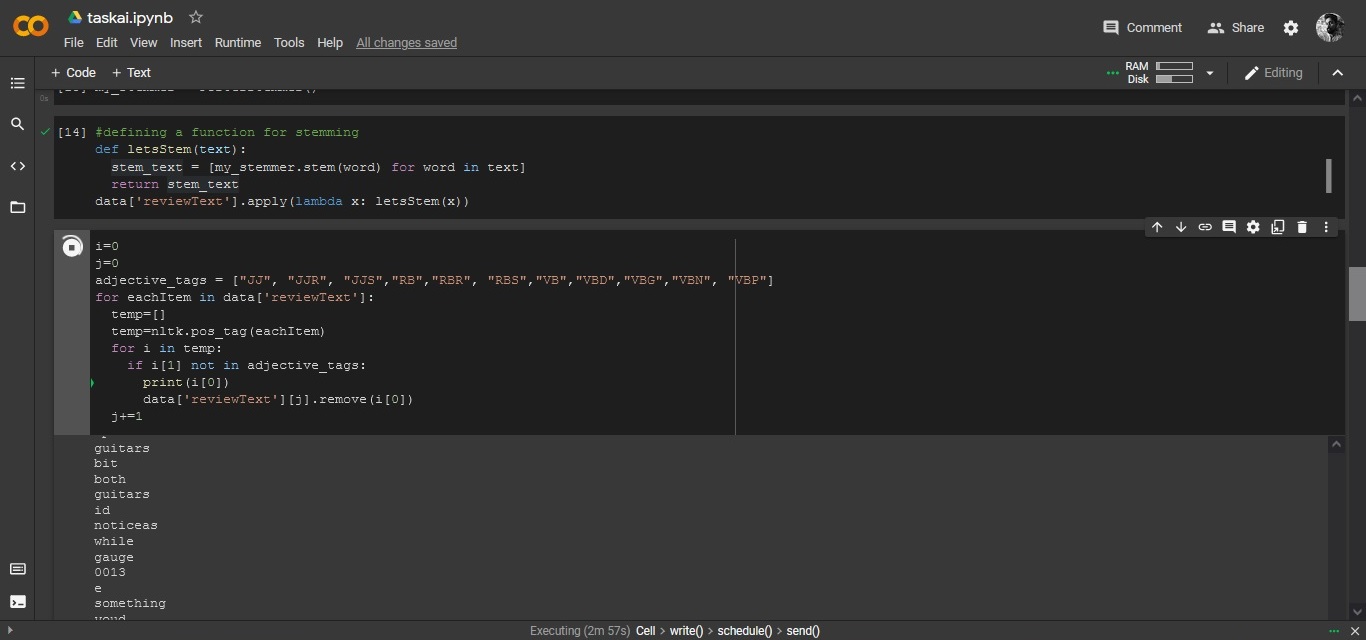 taskai.ipynb
File Edit View Insert Runtime Tools Help All changes saved
Comment Share
+ Code + Text
RAM
Disk
Editing
0s
[14] #defining a function for stemming
def letsStem(text):
stem_text = [my_stemmer.stem(word) for word in text]
return stem_text
data['reviewText'].apply(lambda x: letsStem(x))
i=0
j=0
adjective_tags = ["JJ", "JJR", "JJS","RB","RBR", "RBS","VB","VBD","VBG","VBN", "VBP"]
for eachItem in data['reviewText']:
temp=[]
temp=nltk.pos_tag(eachItem)
for i in temp:
if i[1] not in adjective_tags:
print(i[0])
data['reviewText'][j].remove(i[0])
j+=1
guitars
bit
both
guitars
id
noticeas
while
gauge
0013
e
something
Executing (2m 57s) Cell > write() > schedule() > send()